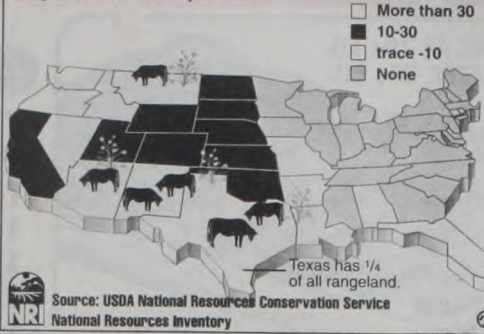 More than 30
10-30
trace -10
None
Texas has 1/4
of all rangeland.
NRI
Source: USDA National Resources Conservation Service
National Resources Inventory